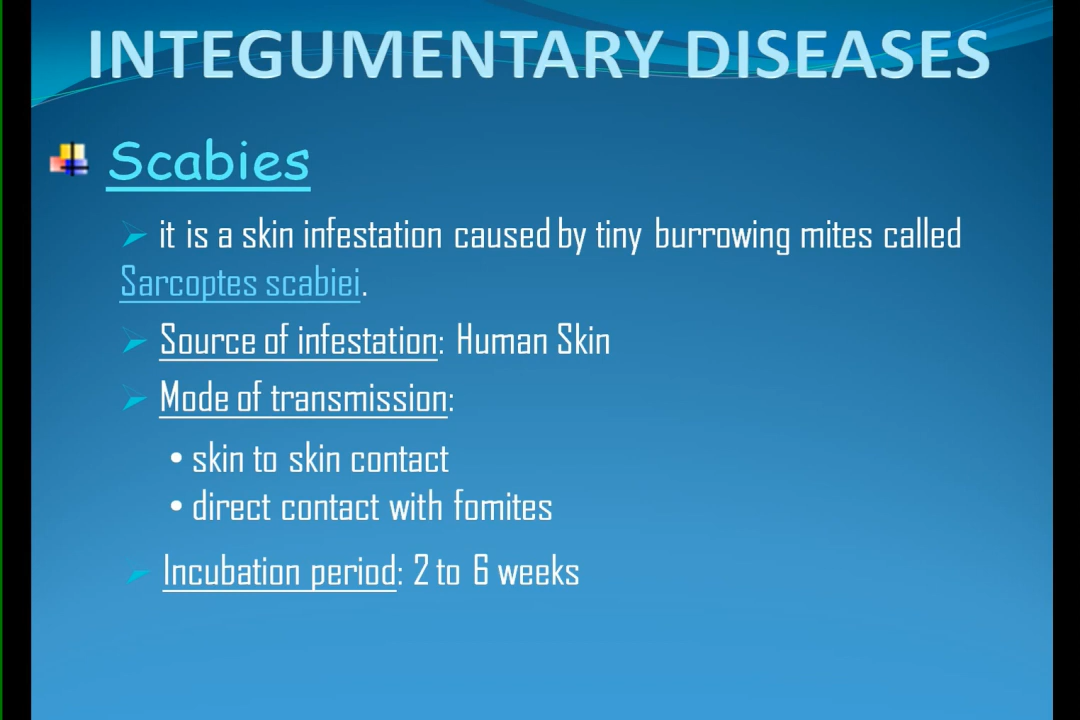 INTEGUMENTARY DISEASES
Scabies
➢ it is a skin infestation caused by tiny burrowing mites called
Sarcoptes scabiei.
➢ Source of infestation: Human Skin
➢ Mode of transmission:
• skin to skin contact
• direct contact with fomites
➢ Incubation period: 2 to 6 weeks